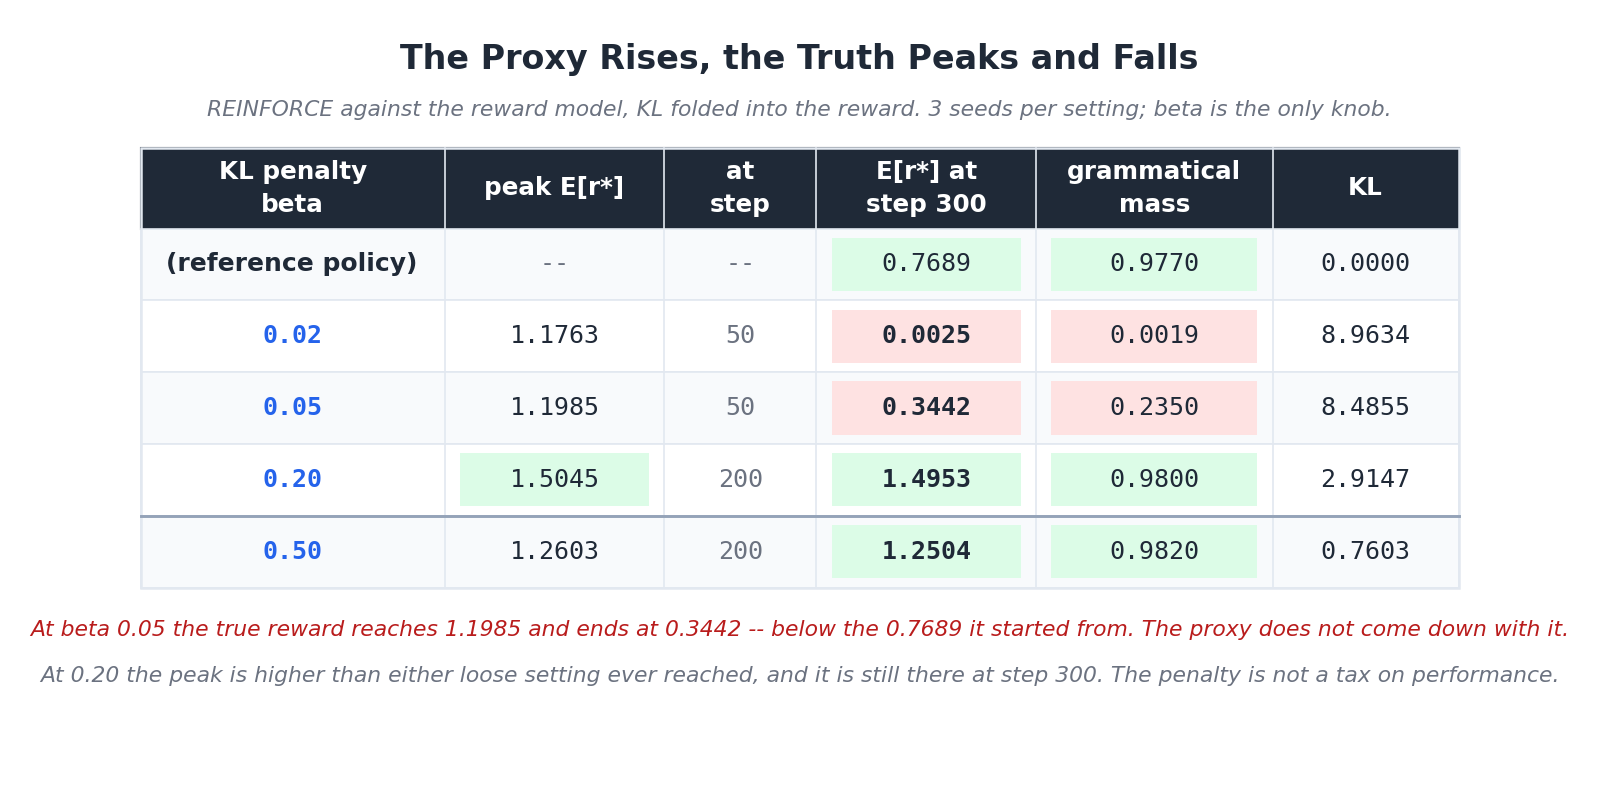 The Proxy Rises, the Truth Peaks and Falls
REINFORCE against the reward model, KL folded into the reward. 3 seeds per setting; beta is the only knob.
KL penalty beta peak E[r*] at step E[r*] at step 300 grammatical mass KL
(reference policy) -- -- 0.7689 0.9770 0.0000
0.02 1.1763 50 0.0025 0.0019 8.9634
0.05 1.1985 50 0.3442 0.2350 8.4855
0.20 1.5045 200 1.4953 0.9800 2.9147
0.50 1.2603 200 1.2504 0.9820 0.7603
At beta 0.05 the true reward reaches 1.1985 and ends at 0.3442 -- below the 0.7689 it started from. The proxy does not come down with it.
At 0.20 the peak is higher than either loose setting ever reached, and it is still there at step 300. The penalty is not a tax on performance.